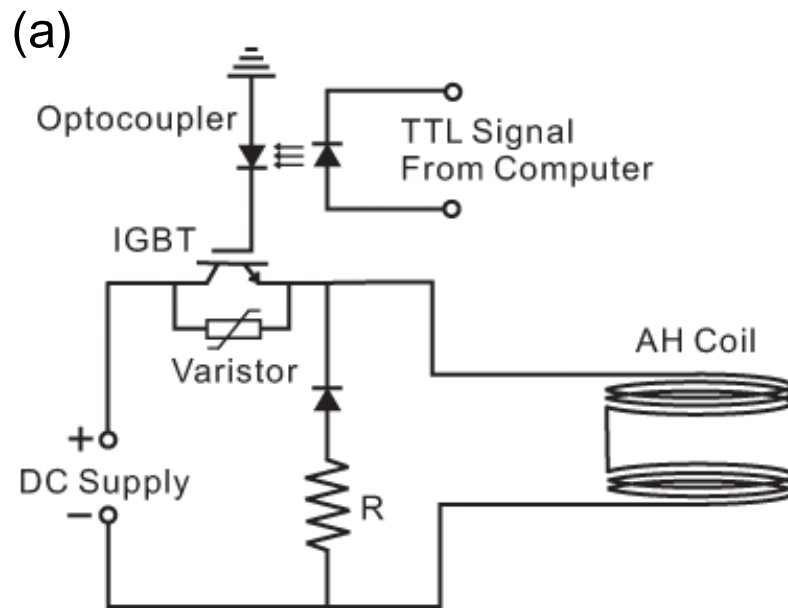 (a)
Optocoupler
TTL Signal
From Computer
IGBT
Varistor
AH Coil
+
DC Supply
−
R